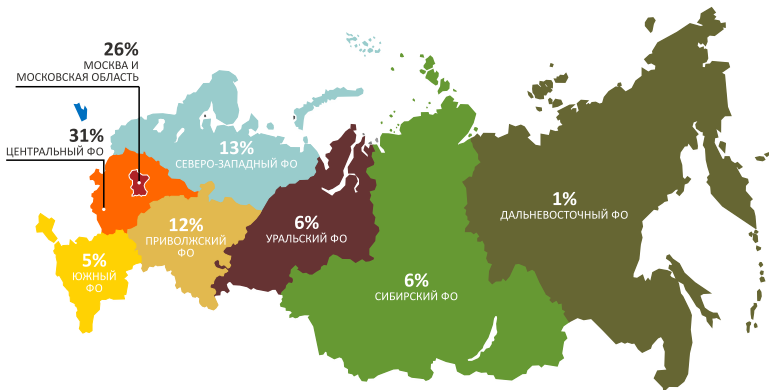 26%
МОСКВА И
МОСКОВСКАЯ ОБЛАСТЬ
31%
ЦЕНТРАЛЬНЫЙ ФО
13%
СЕВЕРО-ЗАПАДНЫЙ ФО
1%
ДАЛЬНЕВОСТОЧНЫЙ ФО
12%
ПРИВОЛЖСКИЙ
ФО
6%
УРАЛЬСКИЙ ФО
5%
ЮЖНЫЙ
ФО
6%
СИБИРСКИЙ ФО